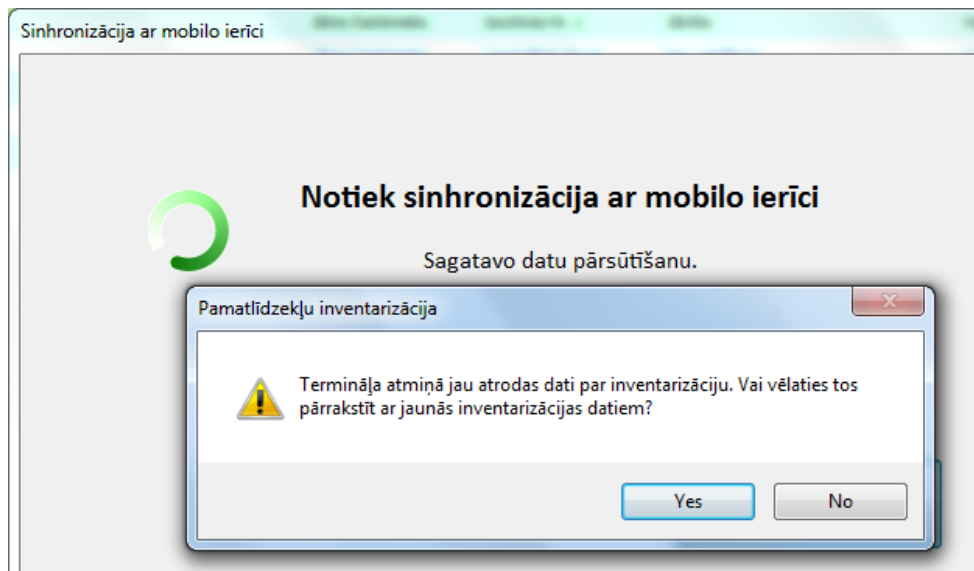 Sinhronizācija ar mobilo ierīci
Notiek sinhronizācija ar mobilo ierīci
Sagatavo datu pārsūtīšanu.
Pamatlīdzekļu inventarizācija
Termināļa atmiņā jau atrodas dati par inventarizāciju. Vai vēlaties tos
pārrakstīt ar jaunās inventarizācijas datiem?
Yes
No